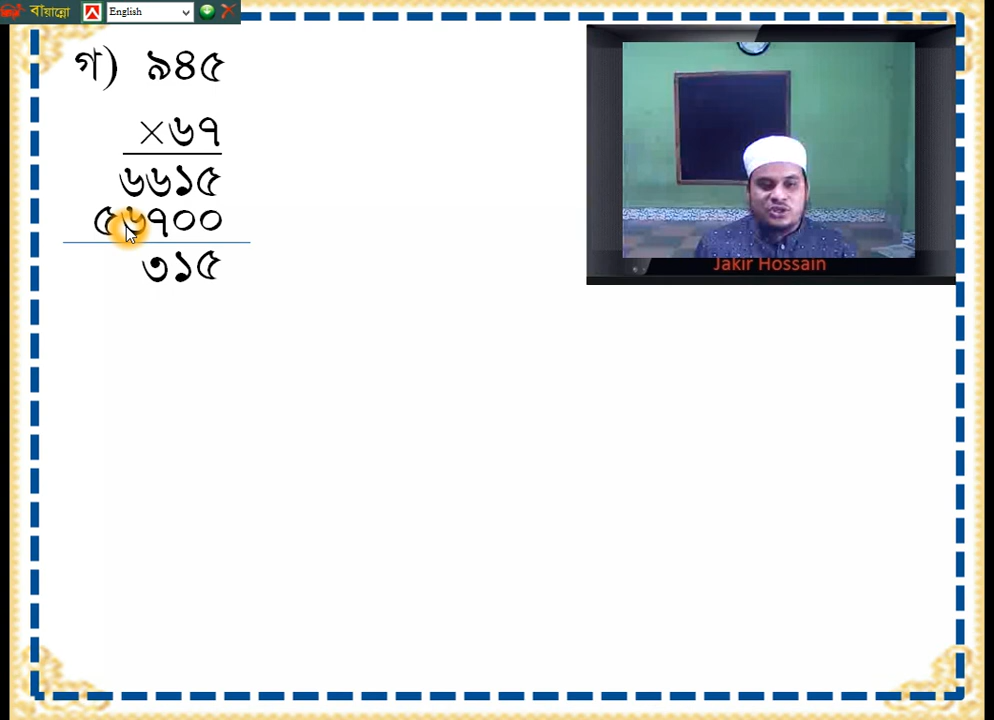 বাঁয়ান্নো English
গ) ৯৪৫
×৬৭
৬৬১৫
৫৬৭০০
৩১৫
Jakir Hossain